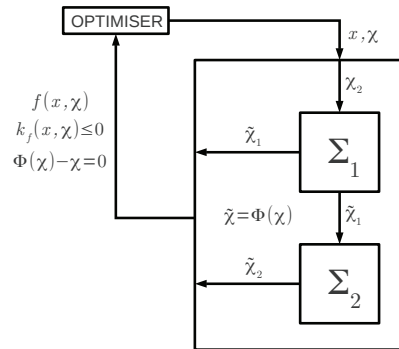 OPTIMISER
x,χ
f(x,χ)
k_f(x,χ)≤0
Φ(χ)−χ=0
χ₂
χ̃₁
Σ₁
χ̃=Φ(χ)
χ̃₁
χ̃₂
Σ₂